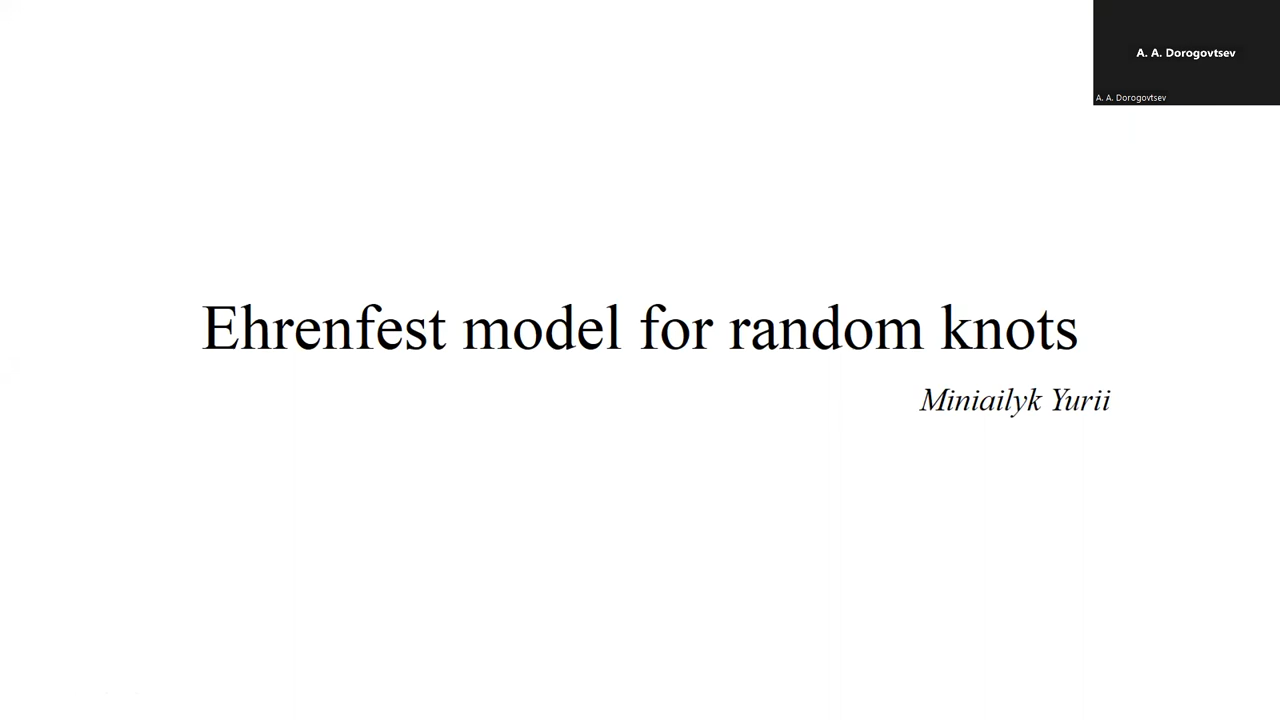 A. A. Dorogovtsev
A. A. Dorogovtsev
Ehrenfest model for random knots
Miniailyk Yurii